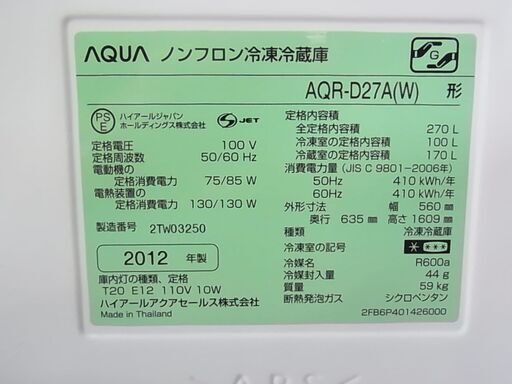 AQUA ノンフロン冷凍冷蔵庫
G
AQR-D27A(W) 形
PS
E
ハイアールジャパン
ホールディングス株式会社
S JET
定格電圧 100 V
定格周波数 50/60 Hz
電動機の
定格消費電力 75/85 W
電熱装置の
定格消費電力 130/130 W
製造番号 2TW03250
2012 年製
庫内灯の種類、定格
T20 E12 110V 10W
ハイアールアクアセールス株式会社
Made in Thailand
定格内容積
全定格内容積 270 L
冷凍室の定格内容積 100 L
冷蔵室の定格内容積 170 L
消費電力量 (JIS C 9801-2006年)
50Hz 410 kWh/年
60Hz 410 kWh/年
外形寸法 幅 560 ㎜
奥行 635 ㎜ 高さ 1609 ㎜
種類 冷凍冷蔵庫
冷凍室の記号 * ***
冷媒名 R600a
冷媒封入量 44 g
質量 59 kg
断熱発泡ガス シクロペンタン
2FB6P401426000